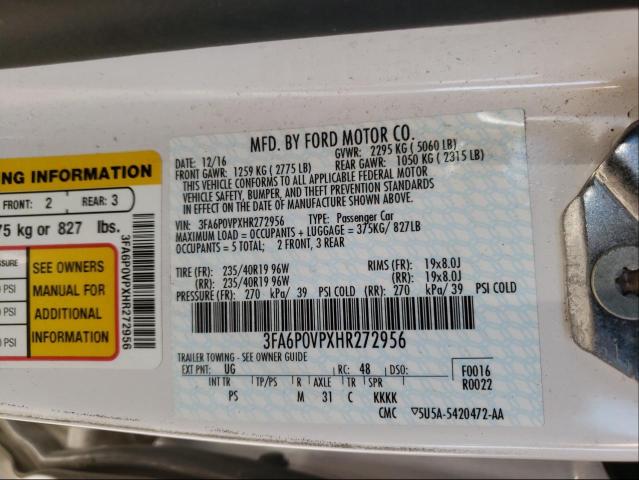 NG INFORMATION
FRONT: 2 REAR: 3
75 kg or 827 lbs.
SSURE
PSI
PSI
PSI
SEE OWNERS
MANUAL FOR
ADDITIONAL
INFORMATION
3FA6P0VPXHR272956
MFD. BY FORD MOTOR CO.
DATE: 12/16 GVWR: 2295 KG ( 5060 LB)
FRONT GAWR: 1259 KG ( 2775 LB) REAR GAWR: 1050 KG ( 2315 LB)
THIS VEHICLE CONFORMS TO ALL APPLICABLE FEDERAL MOTOR
VEHICLE SAFETY, BUMPER, AND THEFT PREVENTION STANDARDS
IN EFFECT ON THE DATE OF MANUFACTURE SHOWN ABOVE.
VIN: 3FA6P0VPXHR272956 TYPE: Passenger Car
MAXIMUM LOAD = OCCUPANTS + LUGGAGE = 375KG/ 827LB
OCCUPANTS = 5 TOTAL; 2 FRONT, 3 REAR
TIRE (FR): 235/40R19 96W RIMS (FR): 19x8.0J
(RR): 235/40R19 96W (RR): 19x8.0J
PRESSURE (FR): 270 kPa/ 39 PSI COLD (RR): 270 kPa/ 39 PSI COLD
3FA6P0VPXHR272956
TRAILER TOWING - SEE OWNER GUIDE
EXT PNT: UG RC: 48 DSO: F0016
R0022
INT TR TP/PS R AXLE TR SPR
PS M 31 C KKKK
CMC ▽5U5A-5420472-AA